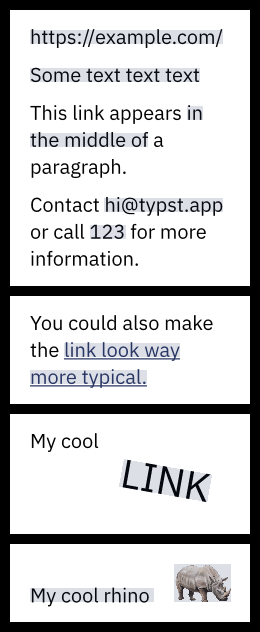 https://example.com/
Some text text text
This link appears in
the middle of a
paragraph.
Contact hi@typst.app
or call 123 for more
information.
You could also make
the link look way
more typical.
My cool
LINK
My cool rhino